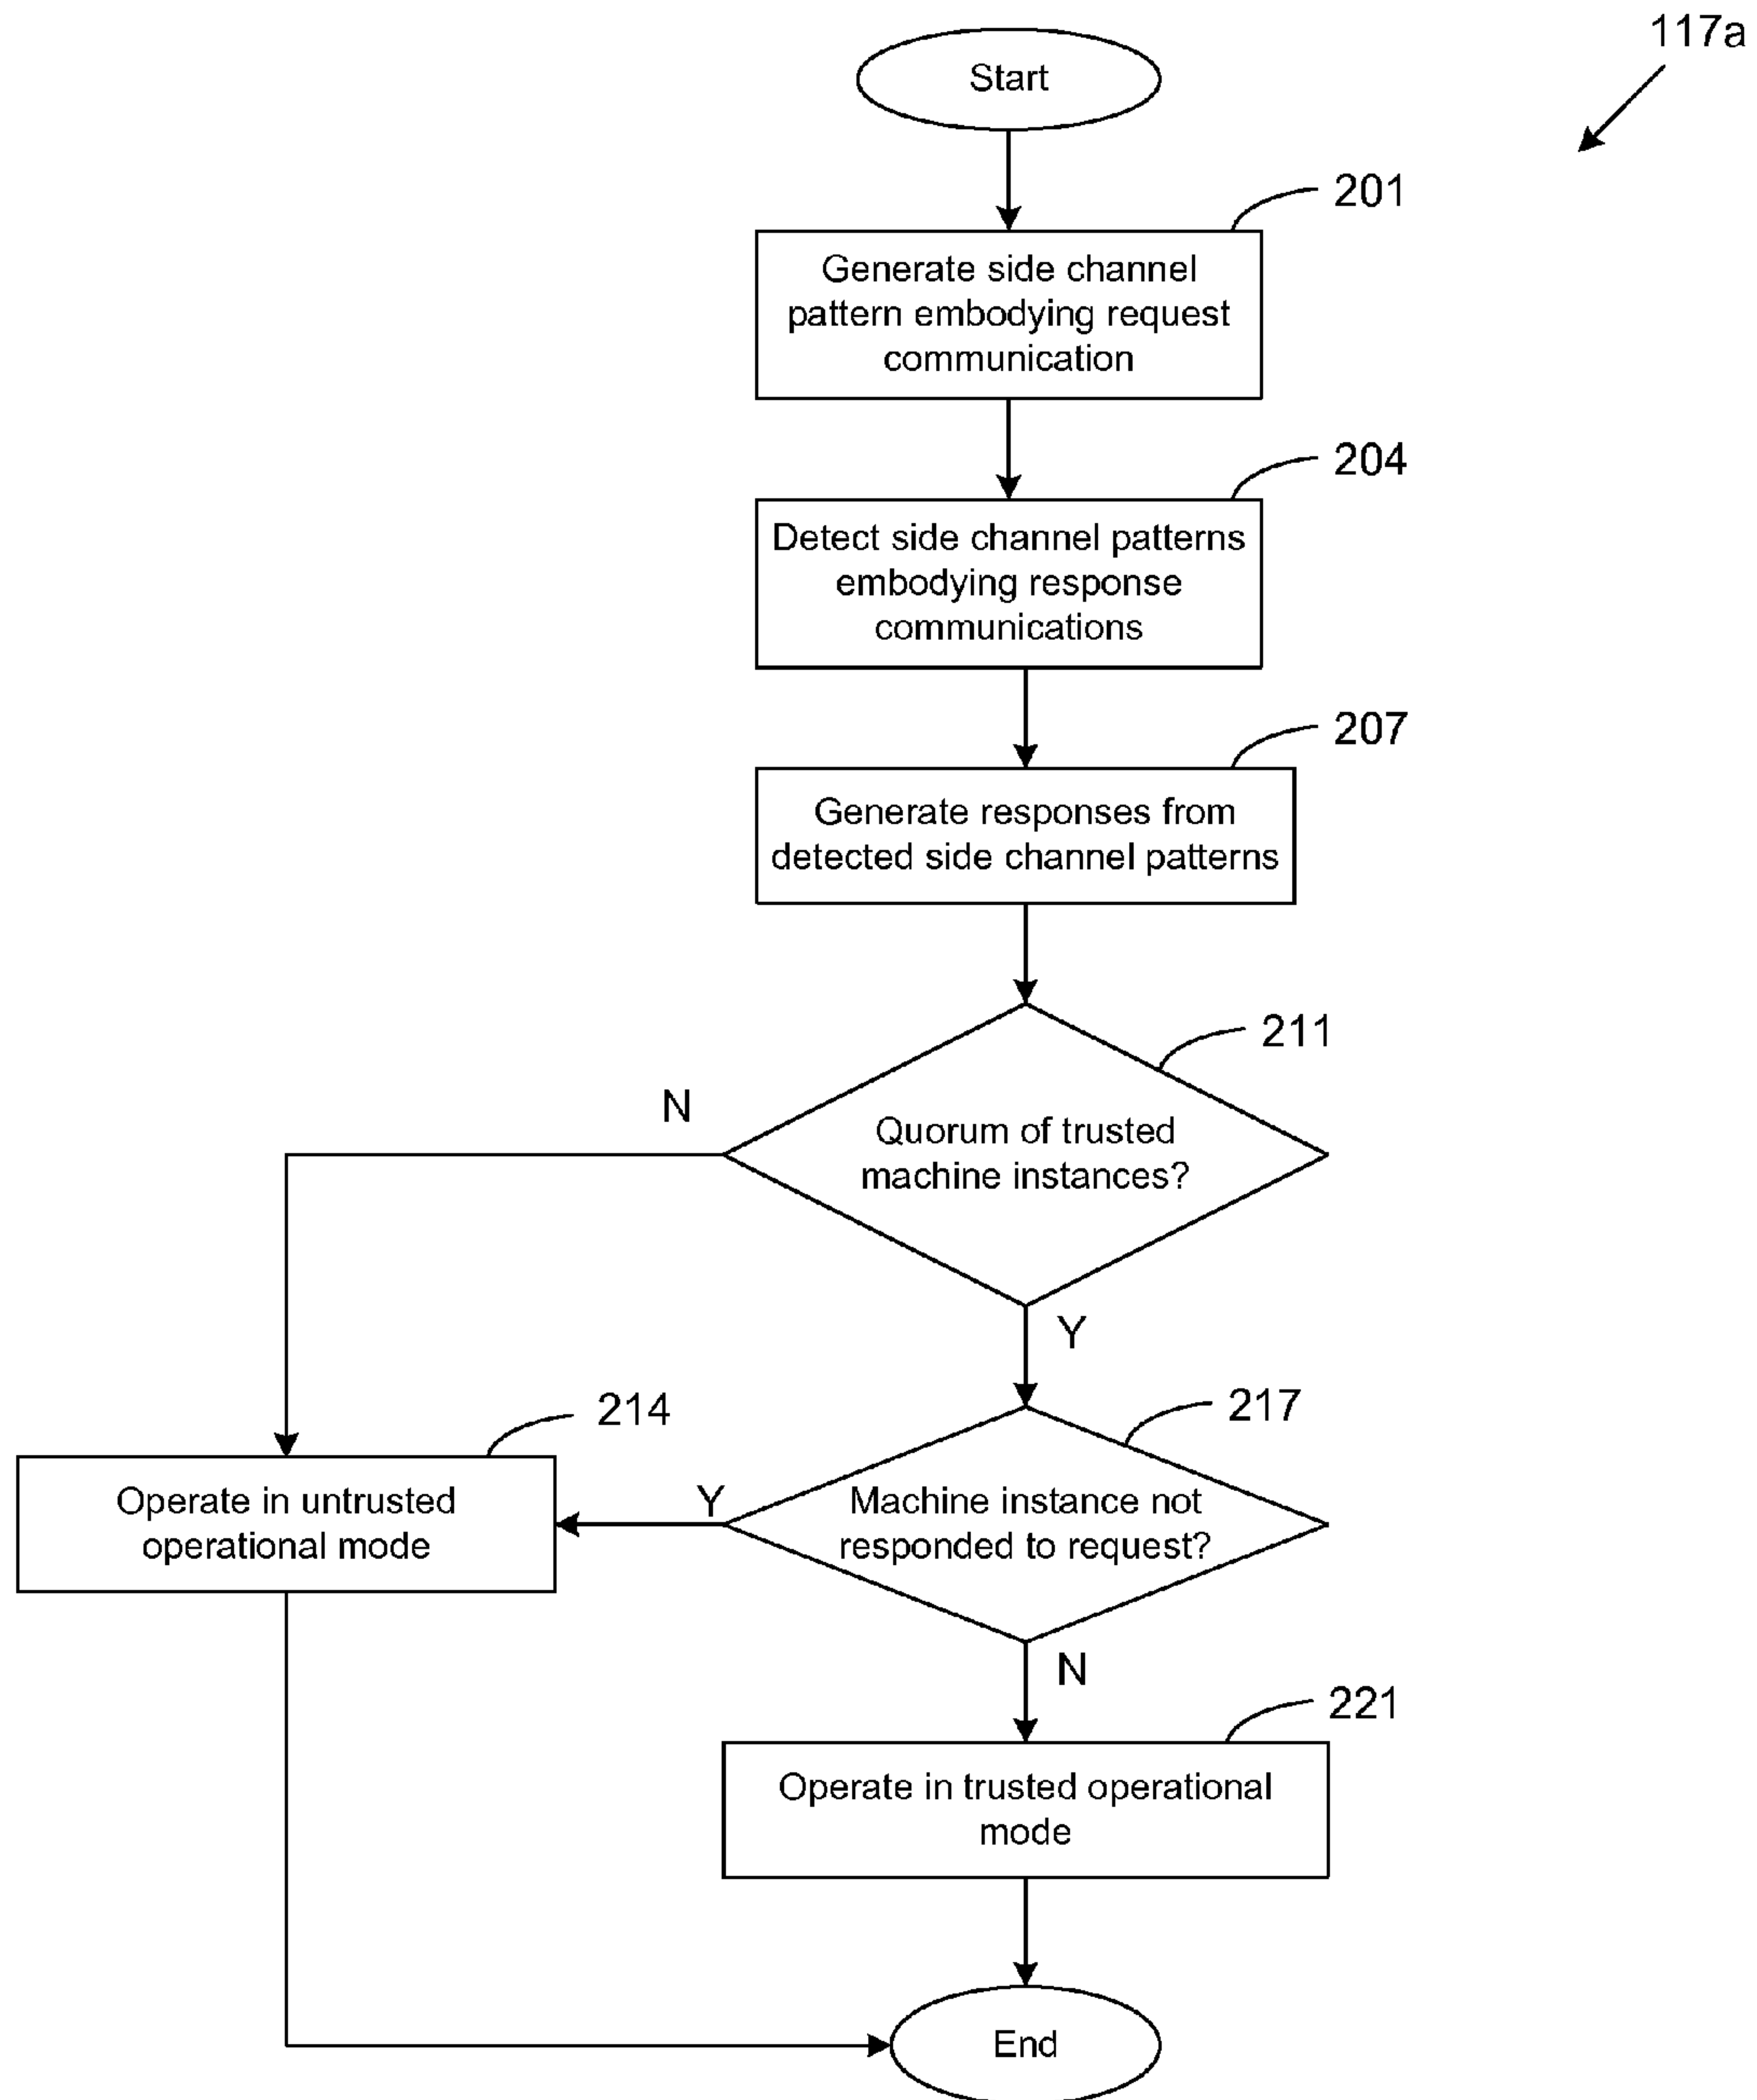 117a
Start
201
Generate side channel
pattern embodying request
communication
204
Detect side channel patterns
embodying response
communications
207
Generate responses from
detected side channel patterns
211
N
Quorum of trusted
machine instances?
Y
214
217
Operate in untrusted
operational mode
Y
Machine instance not
responded to request?
N
221
Operate in trusted operational
mode
End